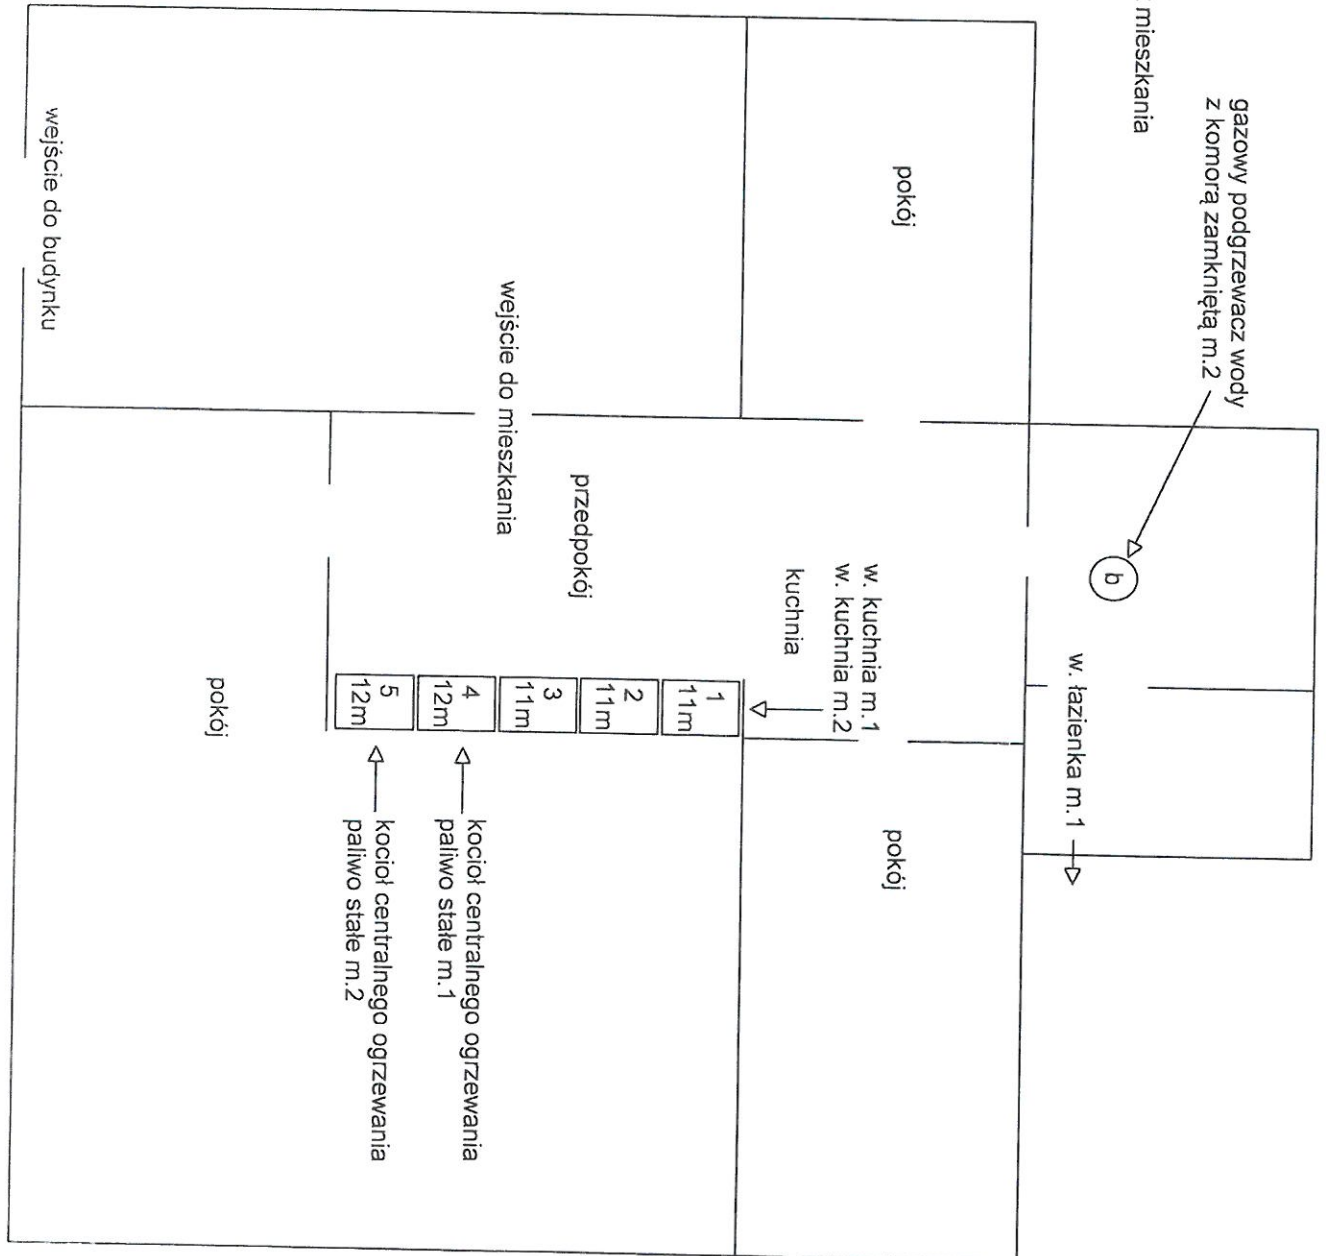 mieszkania
gazowy podgrzewacz wody
z komorą zamkniętą m.2
b
w. łazienka m.1
pokój
w. kuchnia m.1
w. kuchnia m.2
kuchnia
pokój
przedpokój
wejście do mieszkania
1
11m
2
11m
3
11m
4
12m
5
12m
kocioł centralnego ogrzewania
paliwo stałe m.1
kocioł centralnego ogrzewania
paliwo stałe m.2
pokój
wejście do budynku